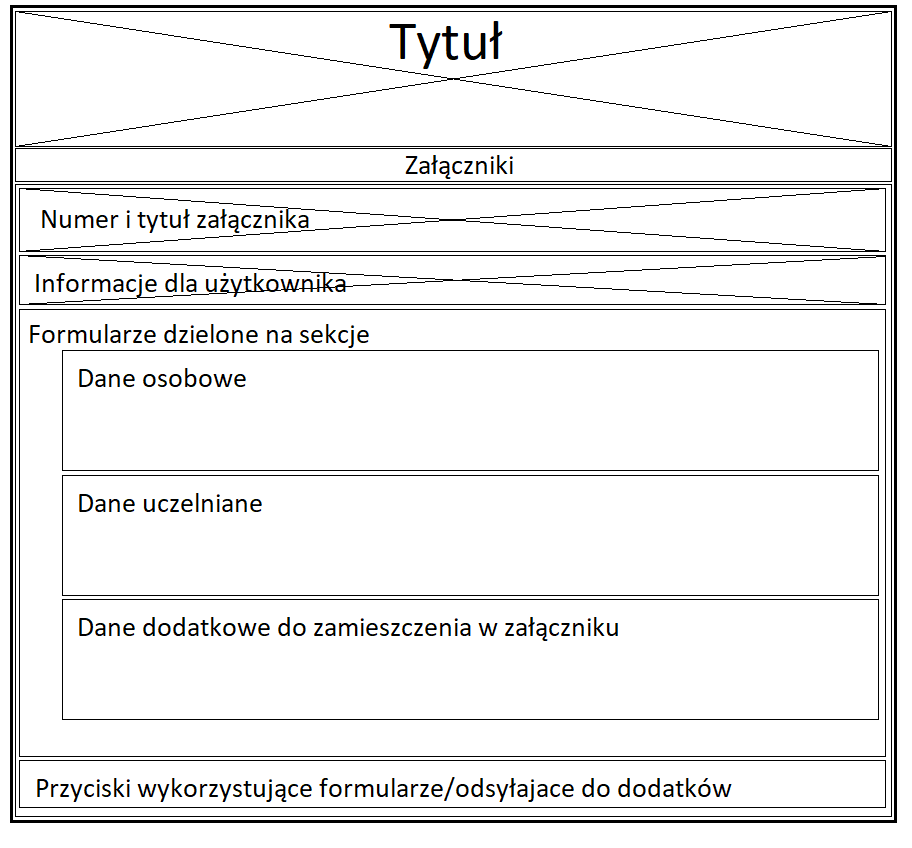 Tytuł
Załączniki
Numer i tytuł załącznika
Informacje dla użytkownika
Formularze dzielone na sekcje
Dane osobowe
Dane uczelniane
Dane dodatkowe do zamieszczenia w załączniku
Przyciski wykorzystujące formularze/odsyłajace do dodatków